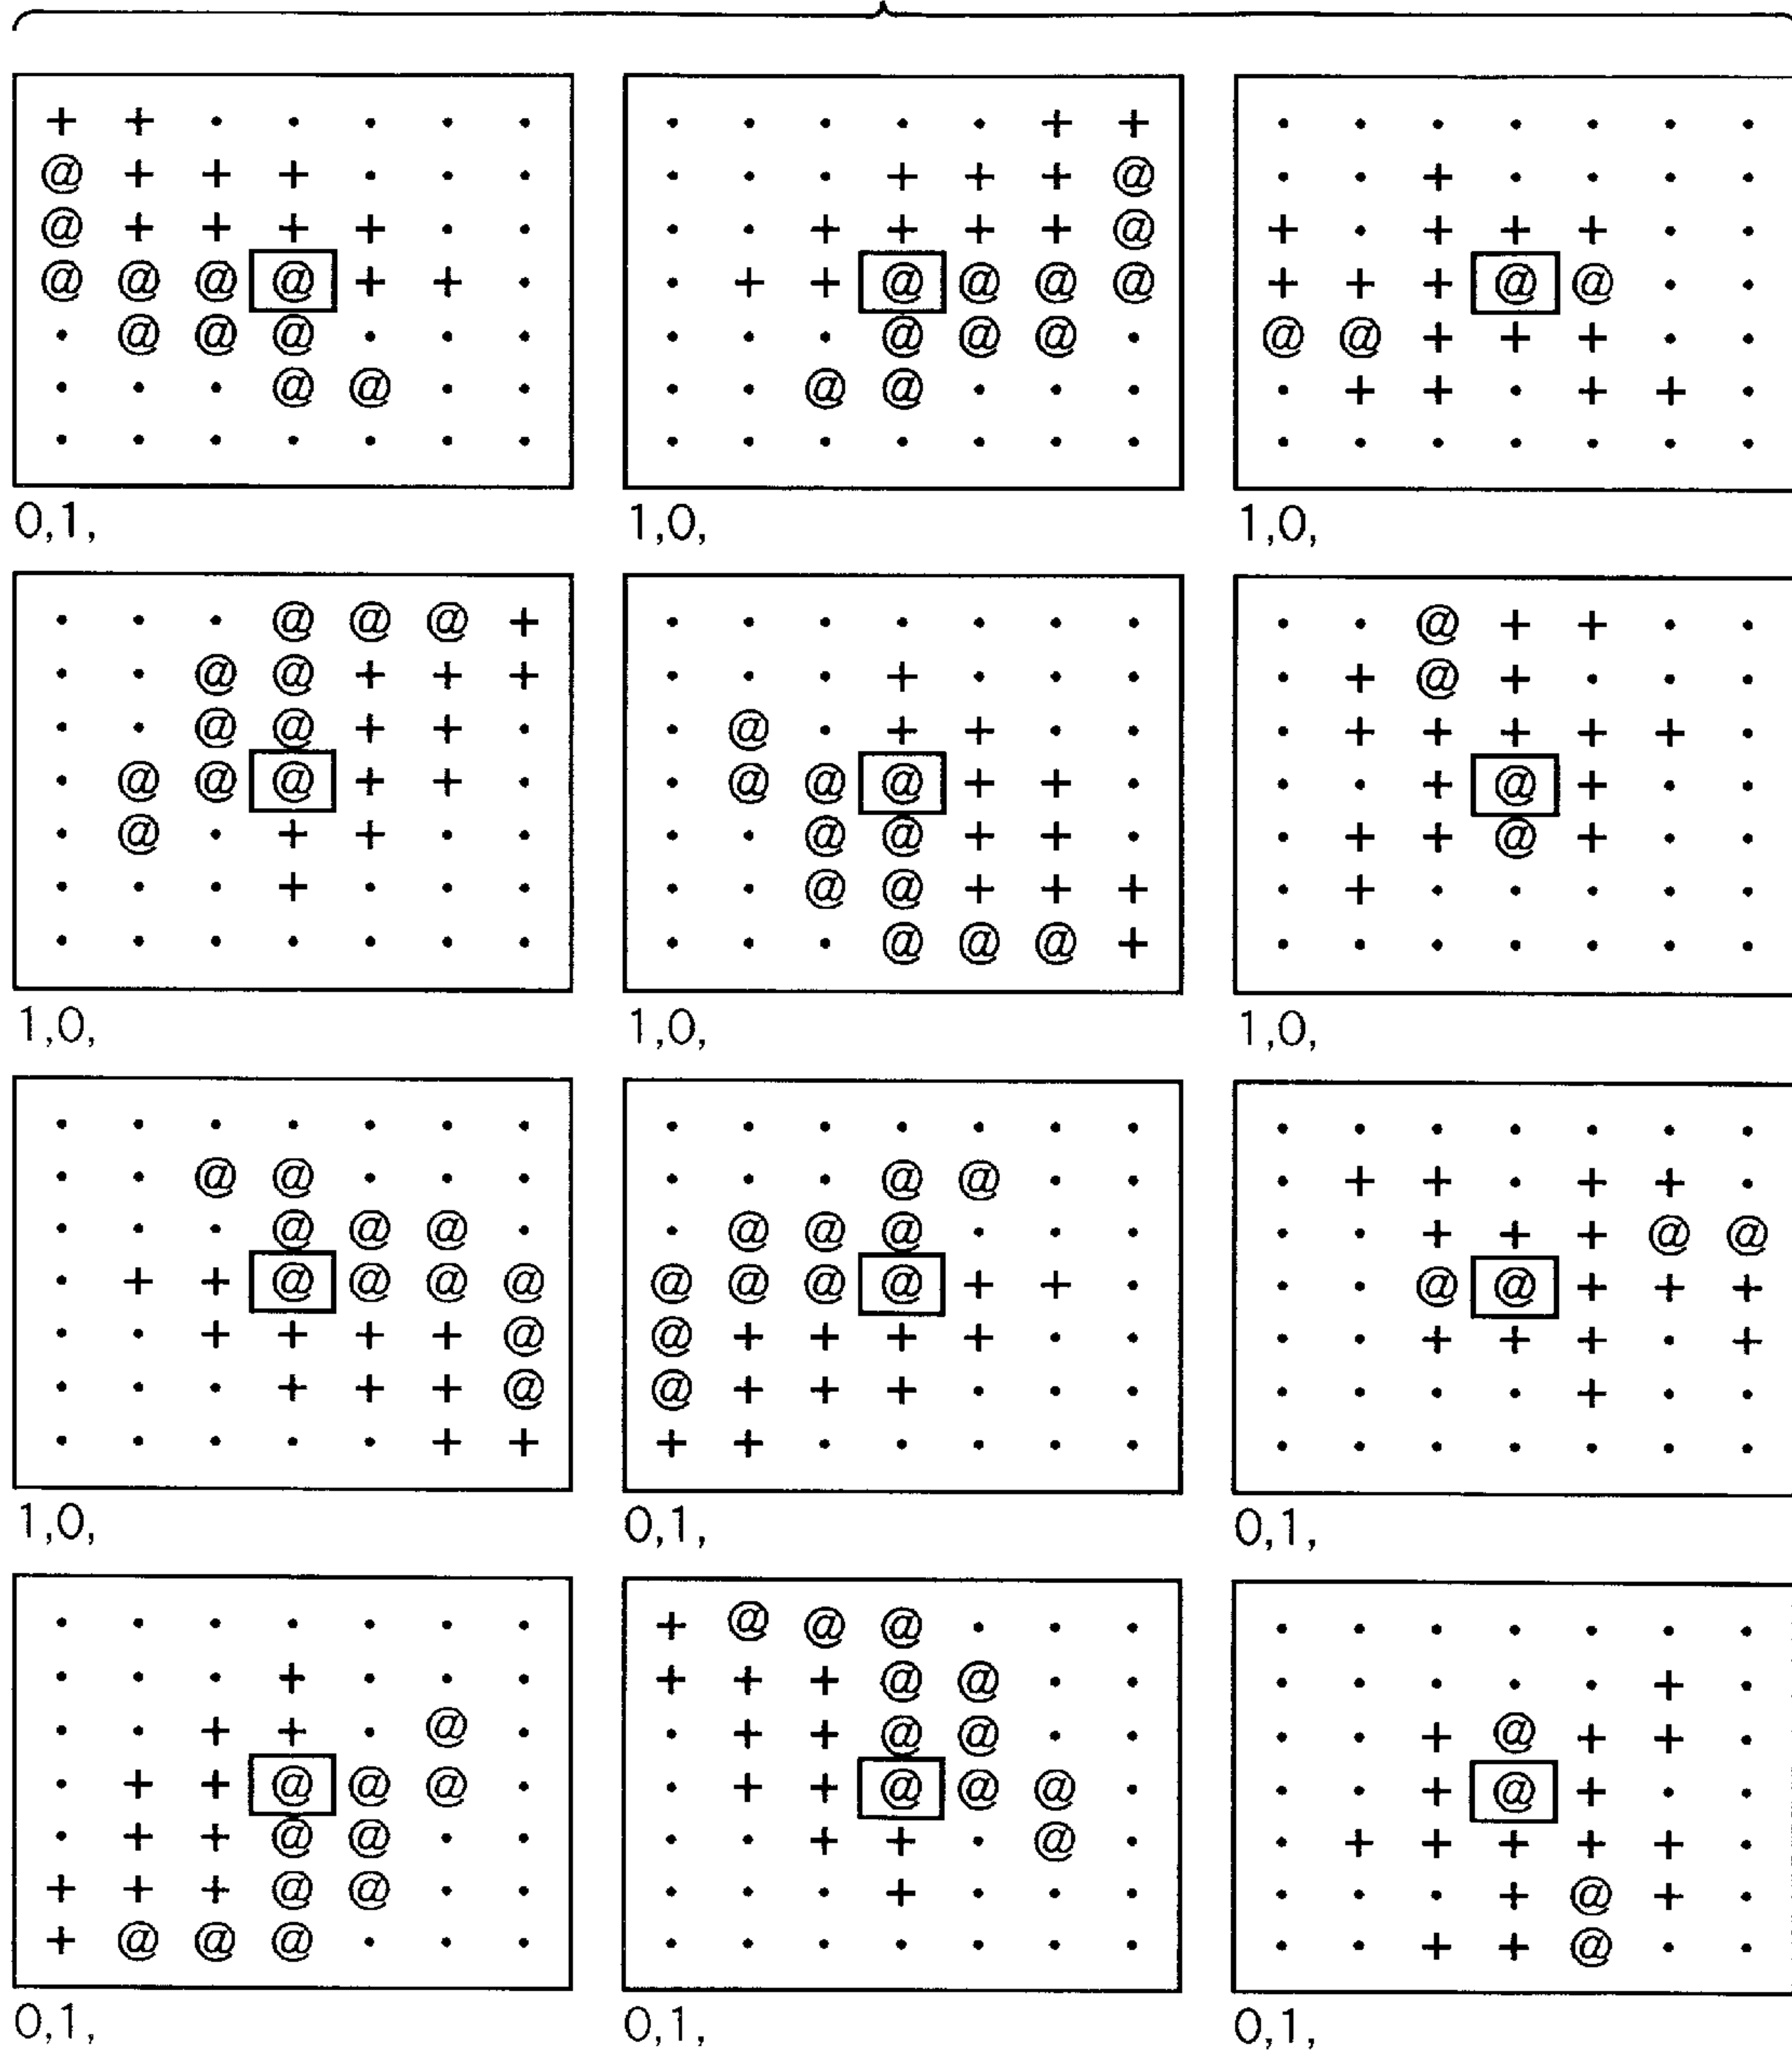 + + · · · · ·
@ + + + · · ·
@ + + + + · ·
@ @ @ @ + + ·
· @ @ @ · · ·
· · · @ @ · ·
· · · · · · ·
0,1,
· · · · · + +
· · · + + + @
· · + + + + @
· + + @ @ @ @
· · · @ @ @ ·
· · @ @ · · ·
· · · · · · ·
1,0,
· · · · · · ·
· · + · · · ·
+ · + + + · ·
+ + + @ @ · ·
@ @ + + + · ·
· + + · + + ·
· · · · · · ·
1,0,
· · · @ @ @ +
· · @ @ + + +
· · @ @ + + ·
· @ @ @ + + ·
· @ · + + · ·
· · · + · · ·
· · · · · · ·
1,0,
· · · · · · ·
· · · + · · ·
· @ · + + · ·
· @ @ @ + + ·
· · @ @ + + ·
· · @ @ + + +
· · · @ @ @ +
1,0,
· · @ + + · ·
· + @ + · · ·
· + + + + + ·
· · + @ + · ·
· + + @ + · ·
· + · · · · ·
· · · · · · ·
1,0,
· · · · · · ·
· · @ @ · · ·
· · · @ @ @ ·
· + + @ @ @ @
· · + + + + @
· · · + + + @
· · · · · + +
1,0,
· · · · · · ·
· · · @ @ · ·
· @ @ @ · · ·
@ @ @ @ + + ·
@ + + + + · ·
@ + + + · · ·
+ + · · · · ·
0,1,
· · · · · · ·
· + + · + + ·
· · + + + @ @
· · @ @ + + +
· · + + + · +
· · · · + · ·
· · · · · · ·
0,1,
· · · · · · ·
· · · + · · ·
· · + + · @ ·
· + + @ @ @ ·
· + + @ @ · ·
+ + + @ @ · ·
+ @ @ @ · · ·
0,1,
+ @ @ @ · · ·
+ + + @ @ · ·
· + + @ @ · ·
· + + @ @ @ ·
· · + + · @ ·
· · · + · · ·
· · · · · · ·
0,1,
· · · · · · ·
· · · · · + ·
· · + @ + + ·
· · + @ + · ·
· + + + + + ·
· · · + @ + ·
· · + + @ · ·
0,1,